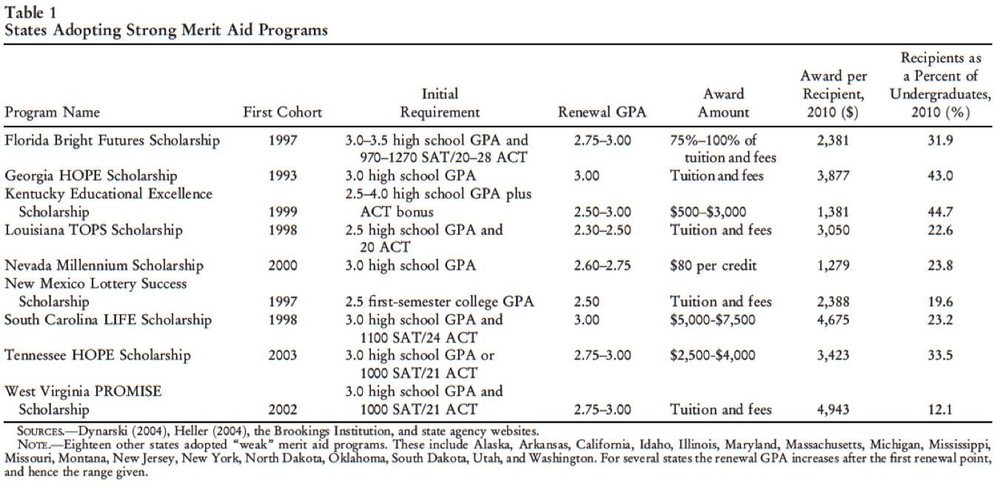 Table 1
States Adopting Strong Merit Aid Programs
Recipients as
Award per a Percent of
Initial Award Recipient, Undergraduates,
Program Name First Cohort Requirement Renewal GPA Amount 2010 ($) 2010 (%)
Florida Bright Futures Scholarship 1997 3.0–3.5 high school GPA and 2.75–3.00 75%–100% of 2,381 31.9
970–1270 SAT/20–28 ACT tuition and fees
Georgia HOPE Scholarship 1993 3.0 high school GPA 3.00 Tuition and fees 3,877 43.0
Kentucky Educational Excellence 2.5–4.0 high school GPA plus
Scholarship 1999 ACT bonus 2.50–3.00 $500–$3,000 1,381 44.7
Louisiana TOPS Scholarship 1998 2.5 high school GPA and 2.30–2.50 Tuition and fees 3,050 22.6
20 ACT
Nevada Millennium Scholarship 2000 3.0 high school GPA 2.60–2.75 $80 per credit 1,279 23.8
New Mexico Lottery Success
Scholarship 1997 2.5 first-semester college GPA 2.50 Tuition and fees 2,388 19.6
South Carolina LIFE Scholarship 1998 3.0 high school GPA and 3.00 $5,000-$7,500 4,675 23.2
1100 SAT/24 ACT
Tennessee HOPE Scholarship 2003 3.0 high school GPA or 2.75–3.00 $2,500-$4,000 3,423 33.5
1000 SAT/21 ACT
West Virginia PROMISE 3.0 high school GPA and
Scholarship 2002 1000 SAT/21 ACT 2.75–3.00 Tuition and fees 4,943 12.1
SOURCES.—Dynarski (2004), Heller (2004), the Brookings Institution, and state agency websites.
NOTE.—Eighteen other states adopted “weak” merit aid programs. These include Alaska, Arkansas, California, Idaho, Illinois, Maryland, Massachusetts, Michigan, Mississippi,
Missouri, Montana, New Jersey, New York, North Dakota, Oklahoma, South Dakota, Utah, and Washington. For several states the renewal GPA increases after the first renewal point,
and hence the range given.